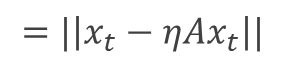 = ||x_t − ηAx_t||